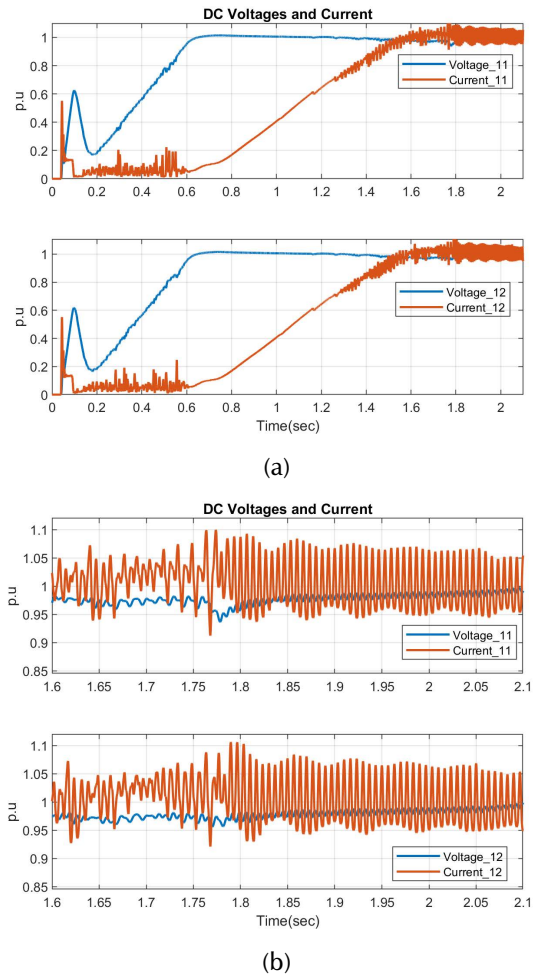 DC Voltages and Current
1
0.8
0.6
0.4
0.2
0
p.u
Voltage_11
Current_11
0 0.2 0.4 0.6 0.8 1 1.2 1.4 1.6 1.8 2
1
0.8
0.6
0.4
0.2
0
p.u
Voltage_12
Current_12
0 0.2 0.4 0.6 0.8 1 1.2 1.4 1.6 1.8 2
Time(sec)
(a)
DC Voltages and Current
1.1
1.05
1
0.95
0.9
0.85
p.u
Voltage_11
Current_11
1.6 1.65 1.7 1.75 1.8 1.85 1.9 1.95 2 2.05 2.1
1.1
1.05
1
0.95
0.9
0.85
p.u
Voltage_12
Current_12
1.6 1.65 1.7 1.75 1.8 1.85 1.9 1.95 2 2.05 2.1
Time(sec)
(b)